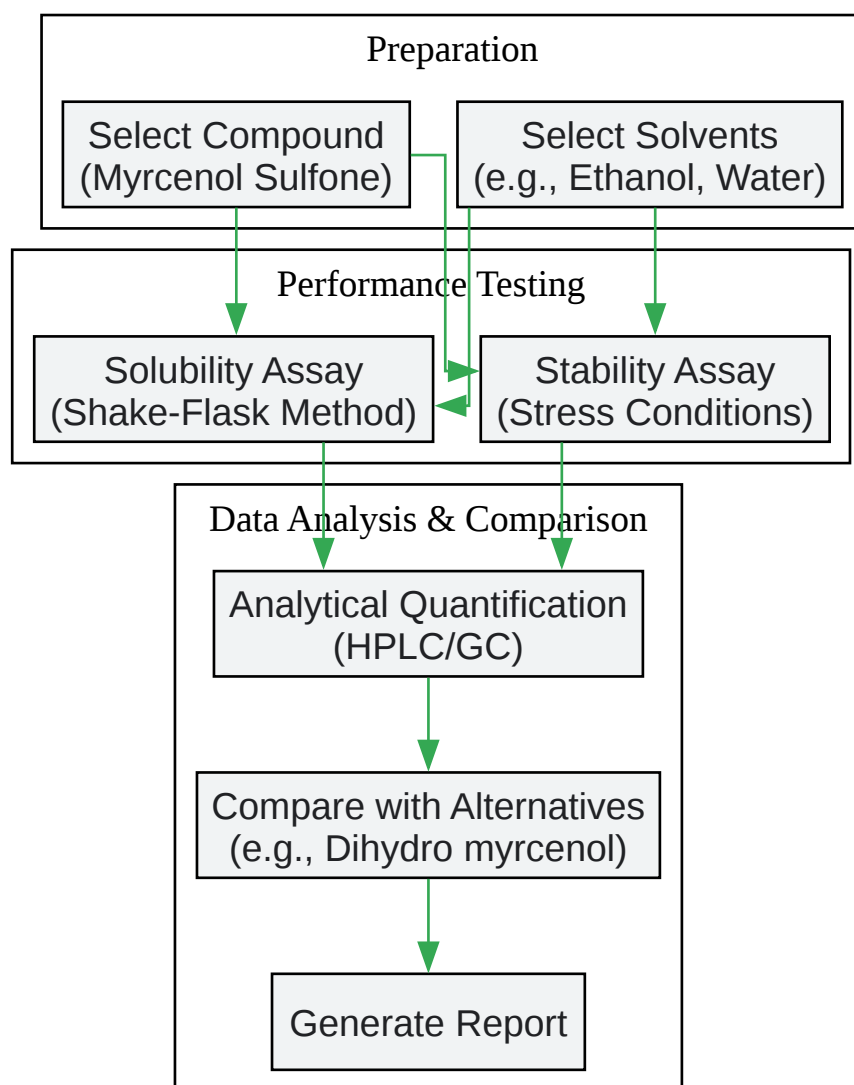 Preparation
Select Compound
(Myrcenol Sulfone)
Select Solvents
(e.g., Ethanol, Water)
Performance Testing
Solubility Assay
(Shake-Flask Method)
Stability Assay
(Stress Conditions)
Data Analysis & Comparison
Analytical Quantification
(HPLC/GC)
Compare with Alternatives
(e.g., Dihydro myrcenol)
Generate Report